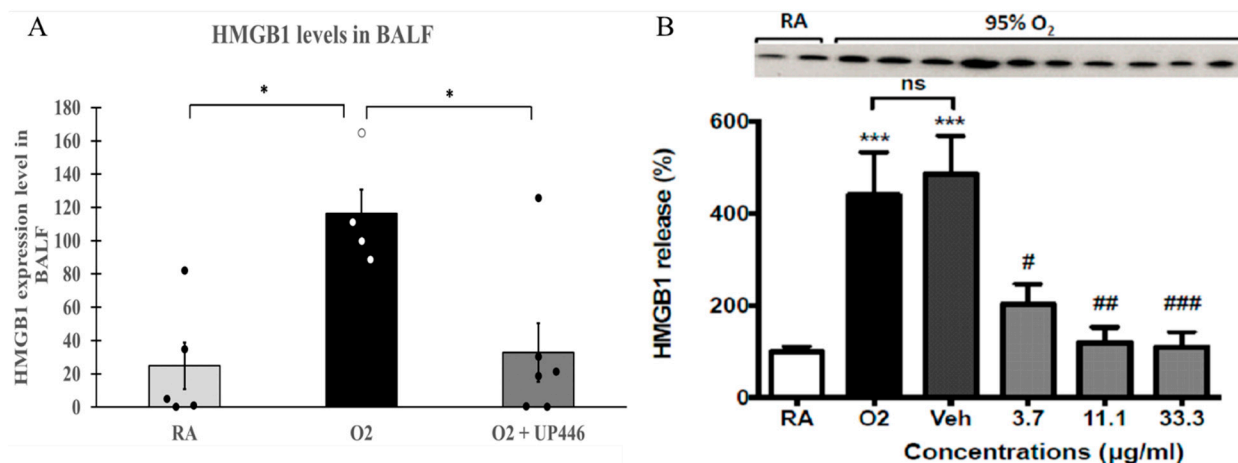 A
HMGB1 levels in BALF
*
*
HMGB1 expression level in
BALF
180
160
140
120
100
80
60
40
20
0
RA
O2
O2 + UP446
B
RA
95% O₂
ns
***
***
#
##
###
HMGB1 release (%)
600
400
200
0
RA
O2
Veh
3.7
11.1
33.3
Concentrations (µg/ml)